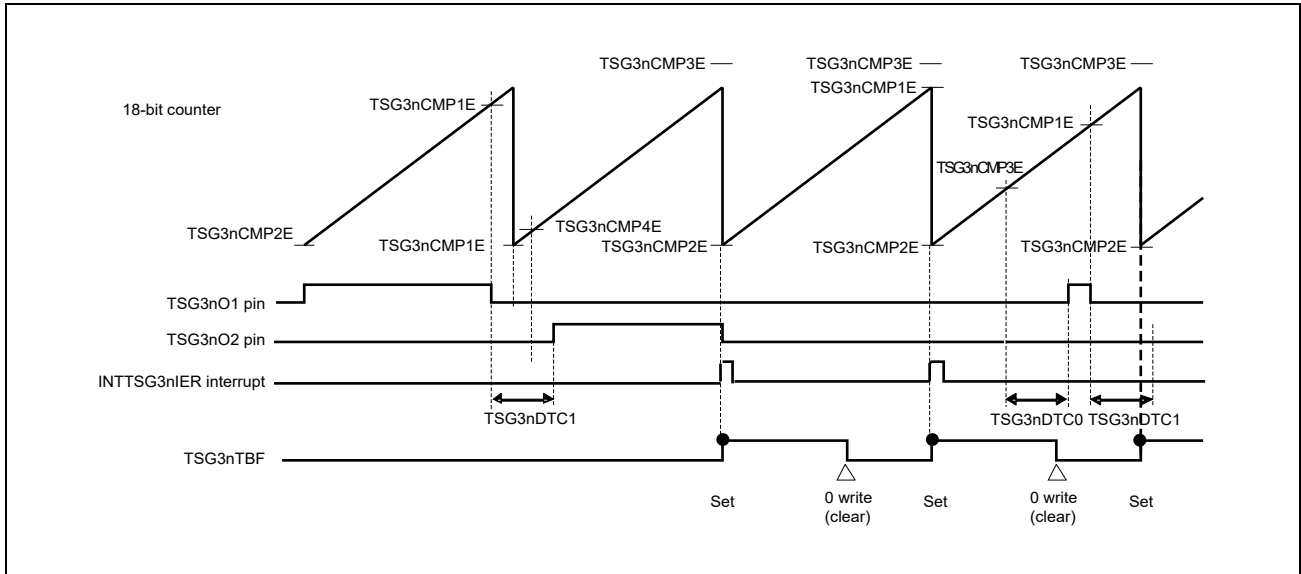 TSG3nCMP3E
TSG3nCMP3E
TSG3nCMP3E
TSG3nCMP1E
18-bit counter
TSG3nCMP1E
TSG3nCMP1E
TSG3nCMP3E
TSG3nCMP2E
TSG3nCMP4E
TSG3nCMP1E
TSG3nCMP2E
TSG3nCMP2E
TSG3nCMP2E
TSG3nO1 pin
TSG3nO2 pin
INTTSG3nIER interrupt
TSG3nDTC1
TSG3nDTC0
TSG3nDTC1
TSG3nTBF
Set
0 write
(clear)
Set
0 write
(clear)
Set